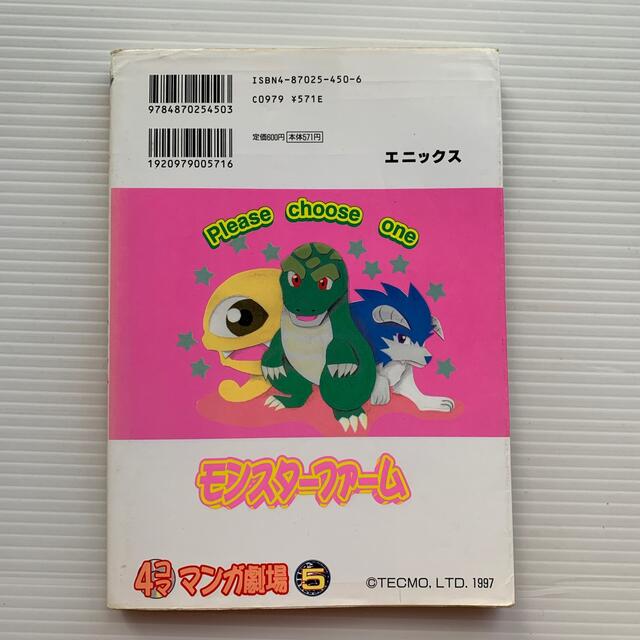 ISBN4-87025-450-6
C0979 ¥571E
9784870254503
定価600円 本体571円
1920979005716
エニックス
Please choose one
モンスターファーム
4コママンガ劇場 5
©TECMO, LTD. 1997